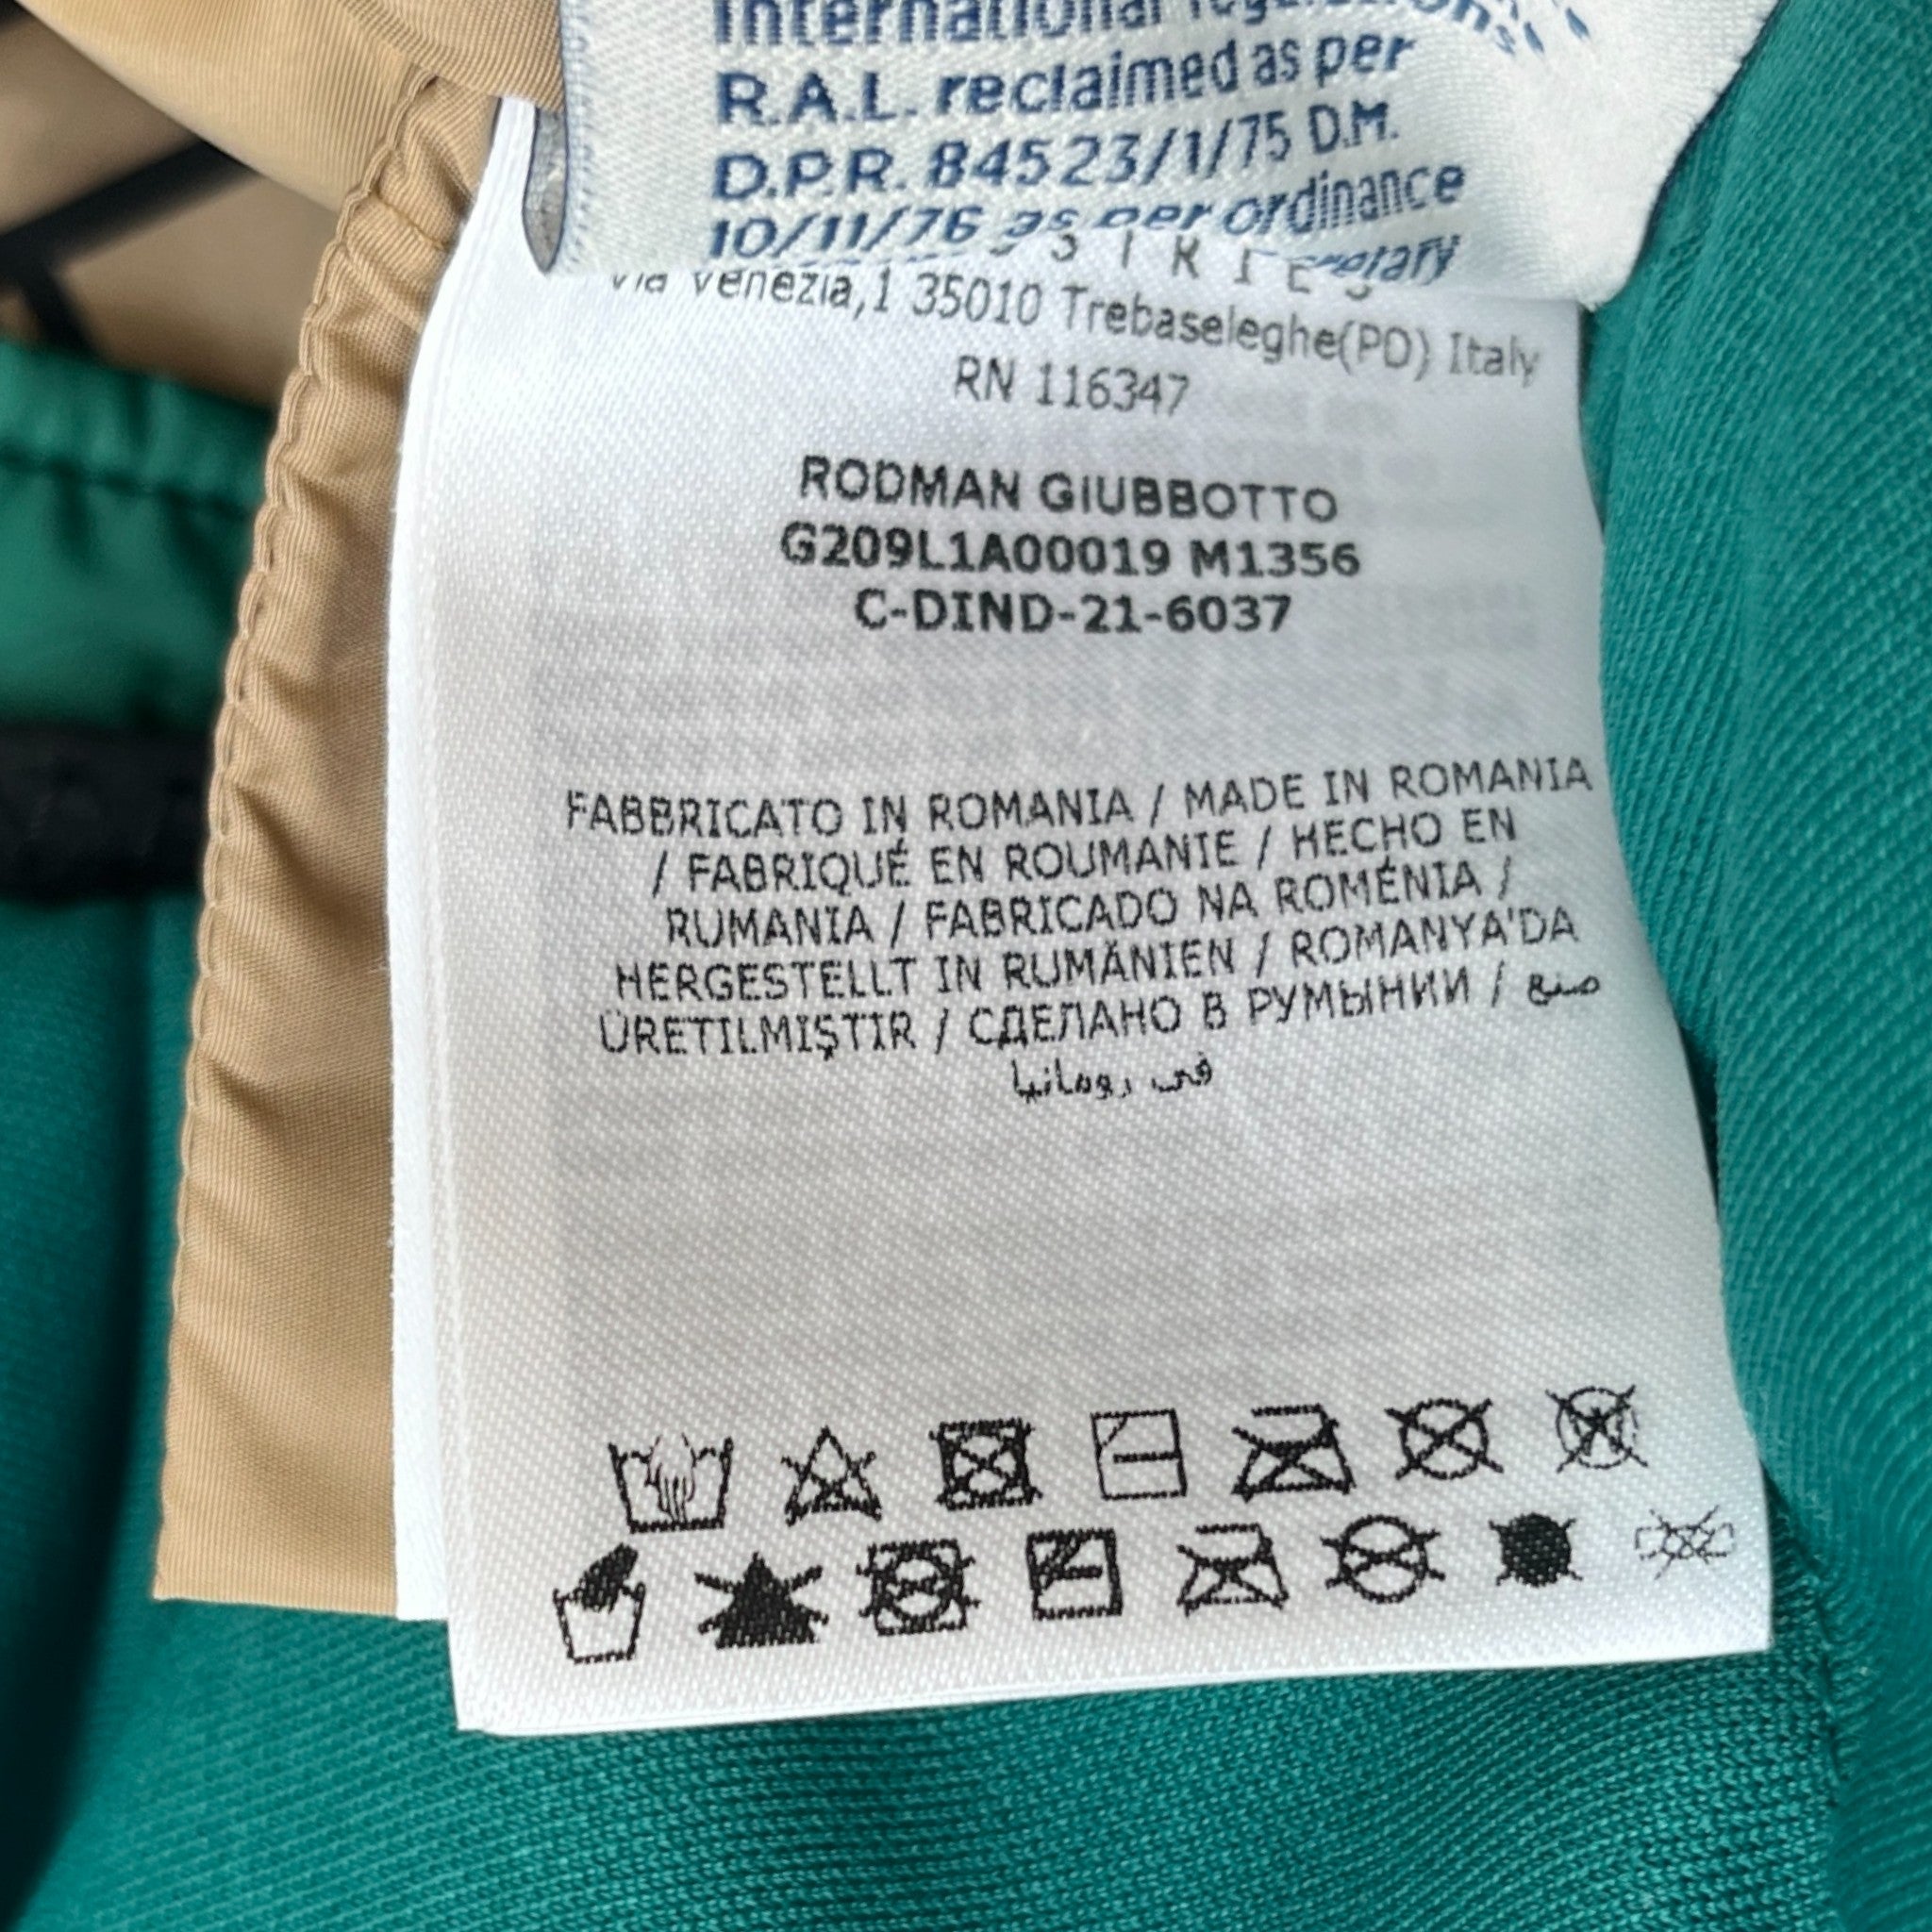 International
R.A.L. reclaimed as per
D.P.R. 84523/1/75 D.M.
10/11/76 as per ordinance
Via Venezia,1 35010 Trebaseleghe(PD) Italy
RN 116347
RODMAN GIUBBOTTO
G209L1A00019 M1356
C-DIND-21-6037
FABBRICATO IN ROMANIA / MADE IN ROMANIA
/ FABRIQUÉ EN ROUMANIE / HECHO EN
RUMANIA / FABRICADO NA ROMÉNIA /
HERGESTELLT IN RUMÄNIEN / ROMANYA'DA
ÜRETILMIŞTIR / СДЕЛАНО В РУМЫНИИ / صنع
في رومانيا